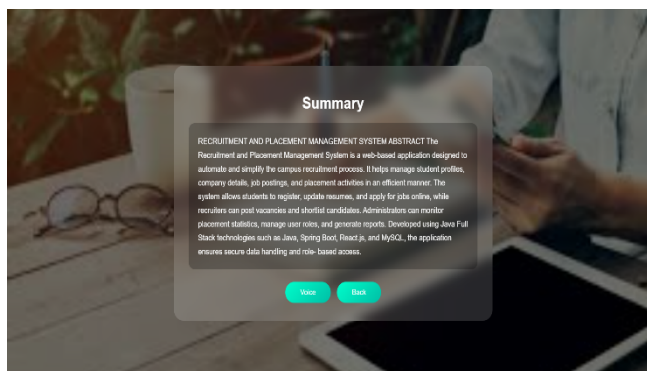 Summary
RECRUITMENT AND PLACEMENT MANAGEMENT SYSTEM ABSTRACT The
Recruitment and Placement Management System is a web-based application designed to
automate and simplify the campus recruitment process. It helps manage student profiles,
company details, job postings, and placement activities in an efficient manner. The
system allows students to register, update resumes, and apply for jobs online, while
recruiters can post vacancies and shortlist candidates. Administrators can monitor
placement statistics, manage user roles, and generate reports. Developed using Java Full
Stack technologies such as Java, Spring Boot, React.js, and MySQL, the application
ensures secure data handling and role- based access.
Voice Back